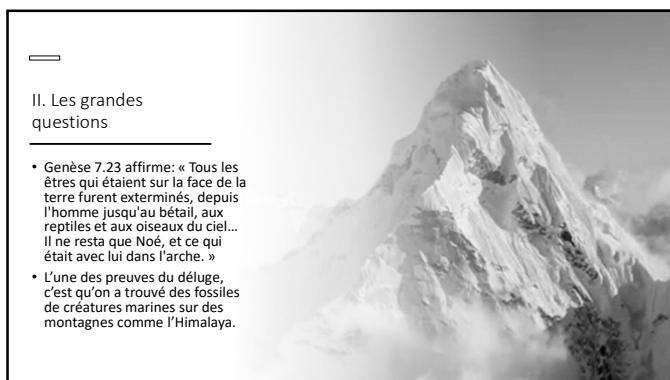 II. Les grandes
questions
• Genèse 7.23 affirme: « Tous les
êtres qui étaient sur la face de la
terre furent exterminés, depuis
l'homme jusqu'au bétail, aux
reptiles et aux oiseaux du ciel…
Il ne resta que Noé, et ce qui
était avec lui dans l'arche. »
• L’une des preuves du déluge,
c’est qu’on a trouvé des fossiles
de créatures marines sur des
montagnes comme l’Himalaya.